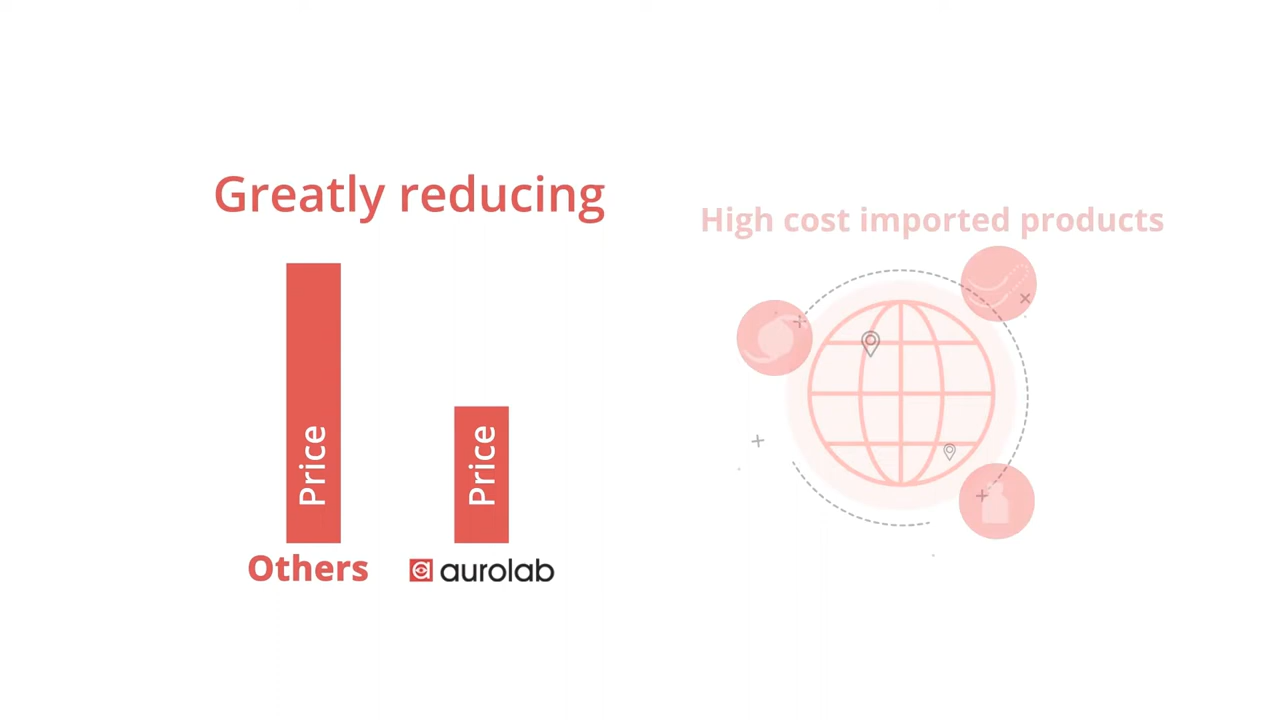 Greatly reducing
Price
Price
Others
aurolab
High cost imported products